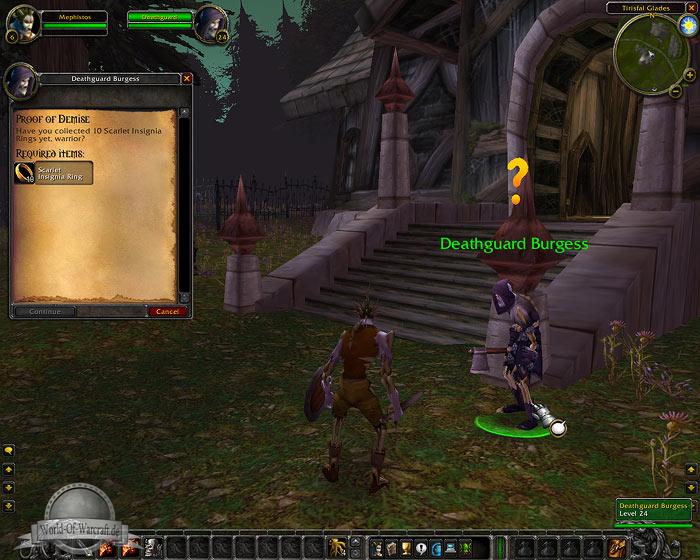 Mephistos
6
Deathguard
24
Tirisfal Glades
N
Deathguard Burgess
Proof of Demise
Have you collected 10 Scarlet Insignia
Rings yet, warrior?
Required items:
10
Scarlet
Insignia Ring
Continue
Cancel
?
Deathguard Burgess
Deathguard Burgess
Level 24
World-Of-Warcraft.de